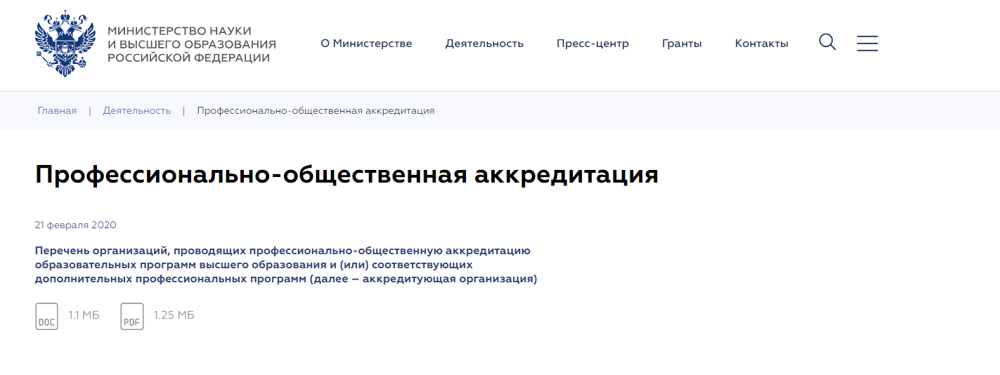 МИНИСТЕРСТВО НАУКИ
И ВЫСШЕГО ОБРАЗОВАНИЯ
РОССИЙСКОЙ ФЕДЕРАЦИИ
О Министерстве Деятельность Пресс-центр Гранты Контакты
Главная | Деятельность | Профессионально-общественная аккредитация
Профессионально-общественная аккредитация
21 февраля 2020
Перечень организаций, проводящих профессионально-общественную аккредитацию
образовательных программ высшего образования и (или) соответствующих
дополнительных профессиональных программ (далее – аккредитующая организация)
DOC 1.1 МБ PDF 1.25 МБ